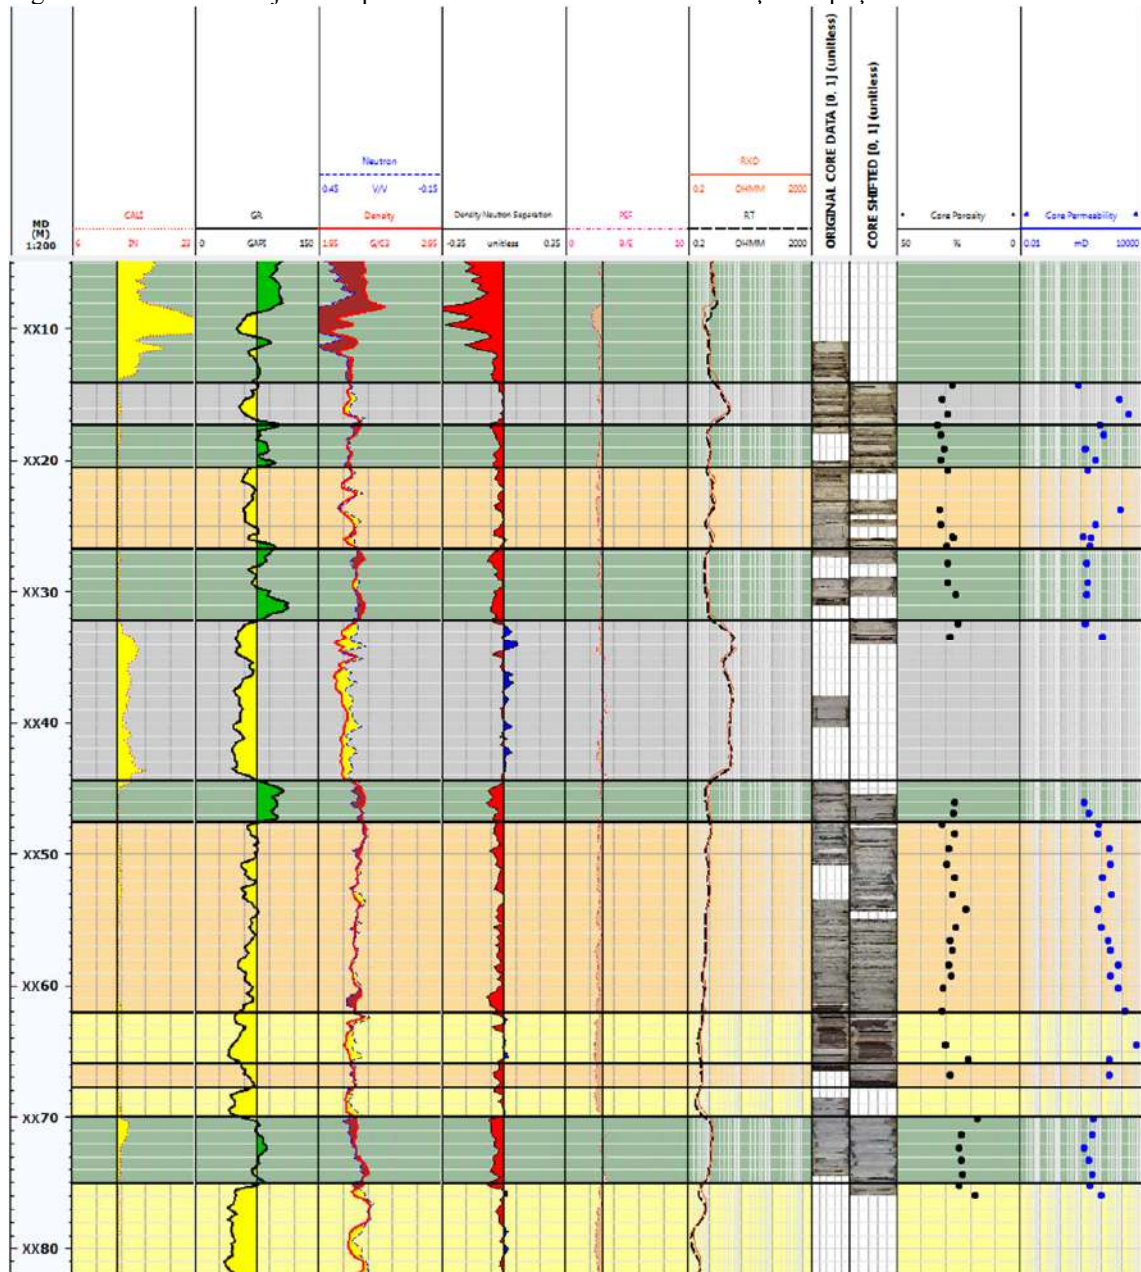 ORIGINAL CORE DATA [0, 1] (unitless)
CORE SHIFTED [0, 1] (unitless)
Neutron
0.45 V/V -0.15
RXO
0.2 OHMM 2000
MD
(M)
1:200
CALI
6 IN
GR
0 GAPI 150
Density
1.95 G/C3 2.95
Density Neutron Separation
-0.25 unitless 0.25
PEF
0 B/E 10
RT
0.2 OHMM 2000
Core Porosity
50 % 0
Core Permeability
0.01 mD 10000
XX10
XX20
XX30
XX40
XX50
XX60
XX70
XX80